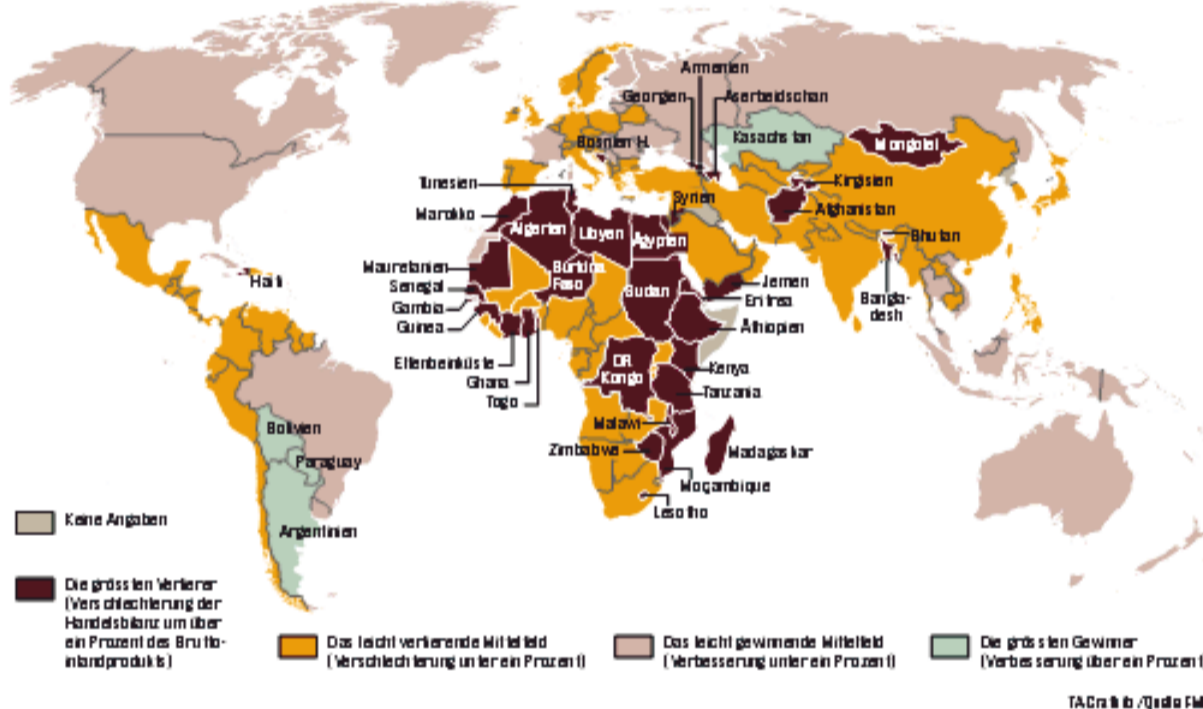 Armenien
Georgien
Aserbeidschan
Kasachstan
Bosnien H.
Mongolei
Tunesien
Kirgisien
Syrien
Marokko
Afghanistan
Algerien
Libyen
Ägypten
Bhutan
Mauretanien
Burkina
Faso
Haiti
Senegal
Sudan
Jemen
Gambia
Eritrea
Bangla-
desh
Guinea
Äthiopien
Elfenbeinküste
DR
Kongo
Kenya
Ghana
Tanzania
Togo
Malawi
Bolivien
Zimbabwe
Madagaskar
Paraguay
Moçambique
Lesotho
Keine Angaben
Argentinien
Die grössten Verlierer
(Verschlechterung der
Handelsbilanz um über
ein Prozent des Brutto-
inlandprodukts)
Das leicht verlierende Mittelfeld
(Verschlechterung unter ein Prozent)
Das leicht gewinnende Mittelfeld
(Verbesserung unter ein Prozent)
Die grössten Gewinner
(Verbesserung über ein Prozent